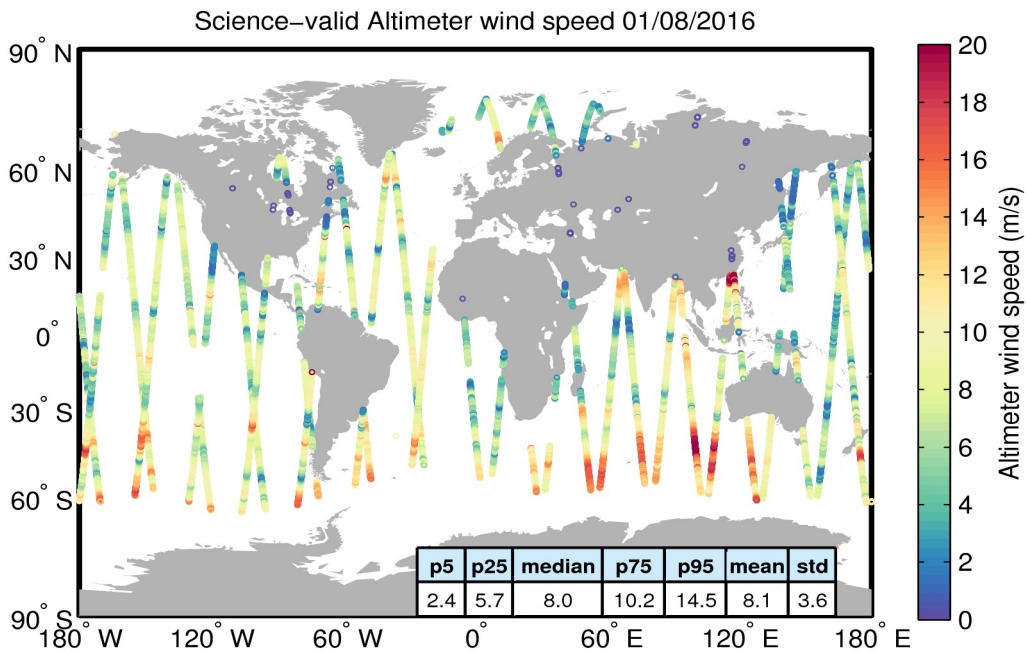 Science−valid Altimeter wind speed 01/08/2016
90° N
60° N
30° N
0°
30° S
60° S
90° S
180° W
120° W
60° W
0°
60° E
120° E
180° E
p5 p25 median p75 p95 mean std
2.4 5.7 8.0 10.2 14.5 8.1 3.6
20
18
16
14
12
10
8
6
4
2
0
Altimeter wind speed (m/s)